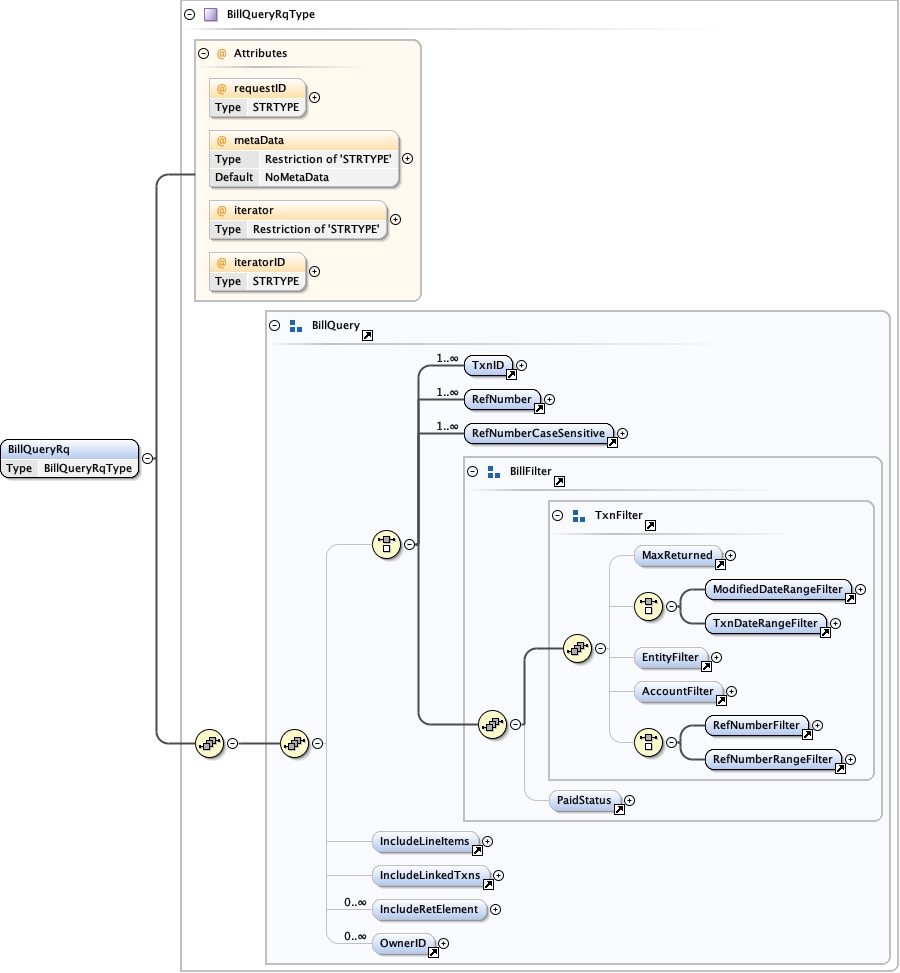 BillQueryRqType
@ Attributes
@ requestID
Type STRTYPE
@ metaData
Type Restriction of 'STRTYPE'
Default NoMetaData
@ iterator
Type Restriction of 'STRTYPE'
@ iteratorID
Type STRTYPE
BillQuery
1..∞ TxnID
1..∞ RefNumber
1..∞ RefNumberCaseSensitive
BillQueryRq
Type BillQueryRqType
BillFilter
TxnFilter
MaxReturned
ModifiedDateRangeFilter
TxnDateRangeFilter
EntityFilter
AccountFilter
RefNumberFilter
RefNumberRangeFilter
PaidStatus
IncludeLineItems
IncludeLinkedTxns
0..∞ IncludeRetElement
0..∞ OwnerID